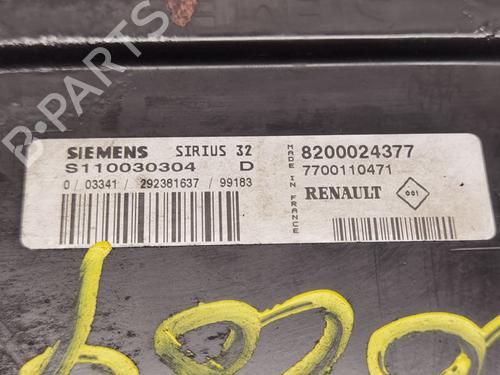 SIEMENS SIRIUS 32
S110030304 D
0 / 03341 / 292381637 / 99183
MADE IN FRANCE
8200024377
7700110471
RENAULT 001
B-PARTS